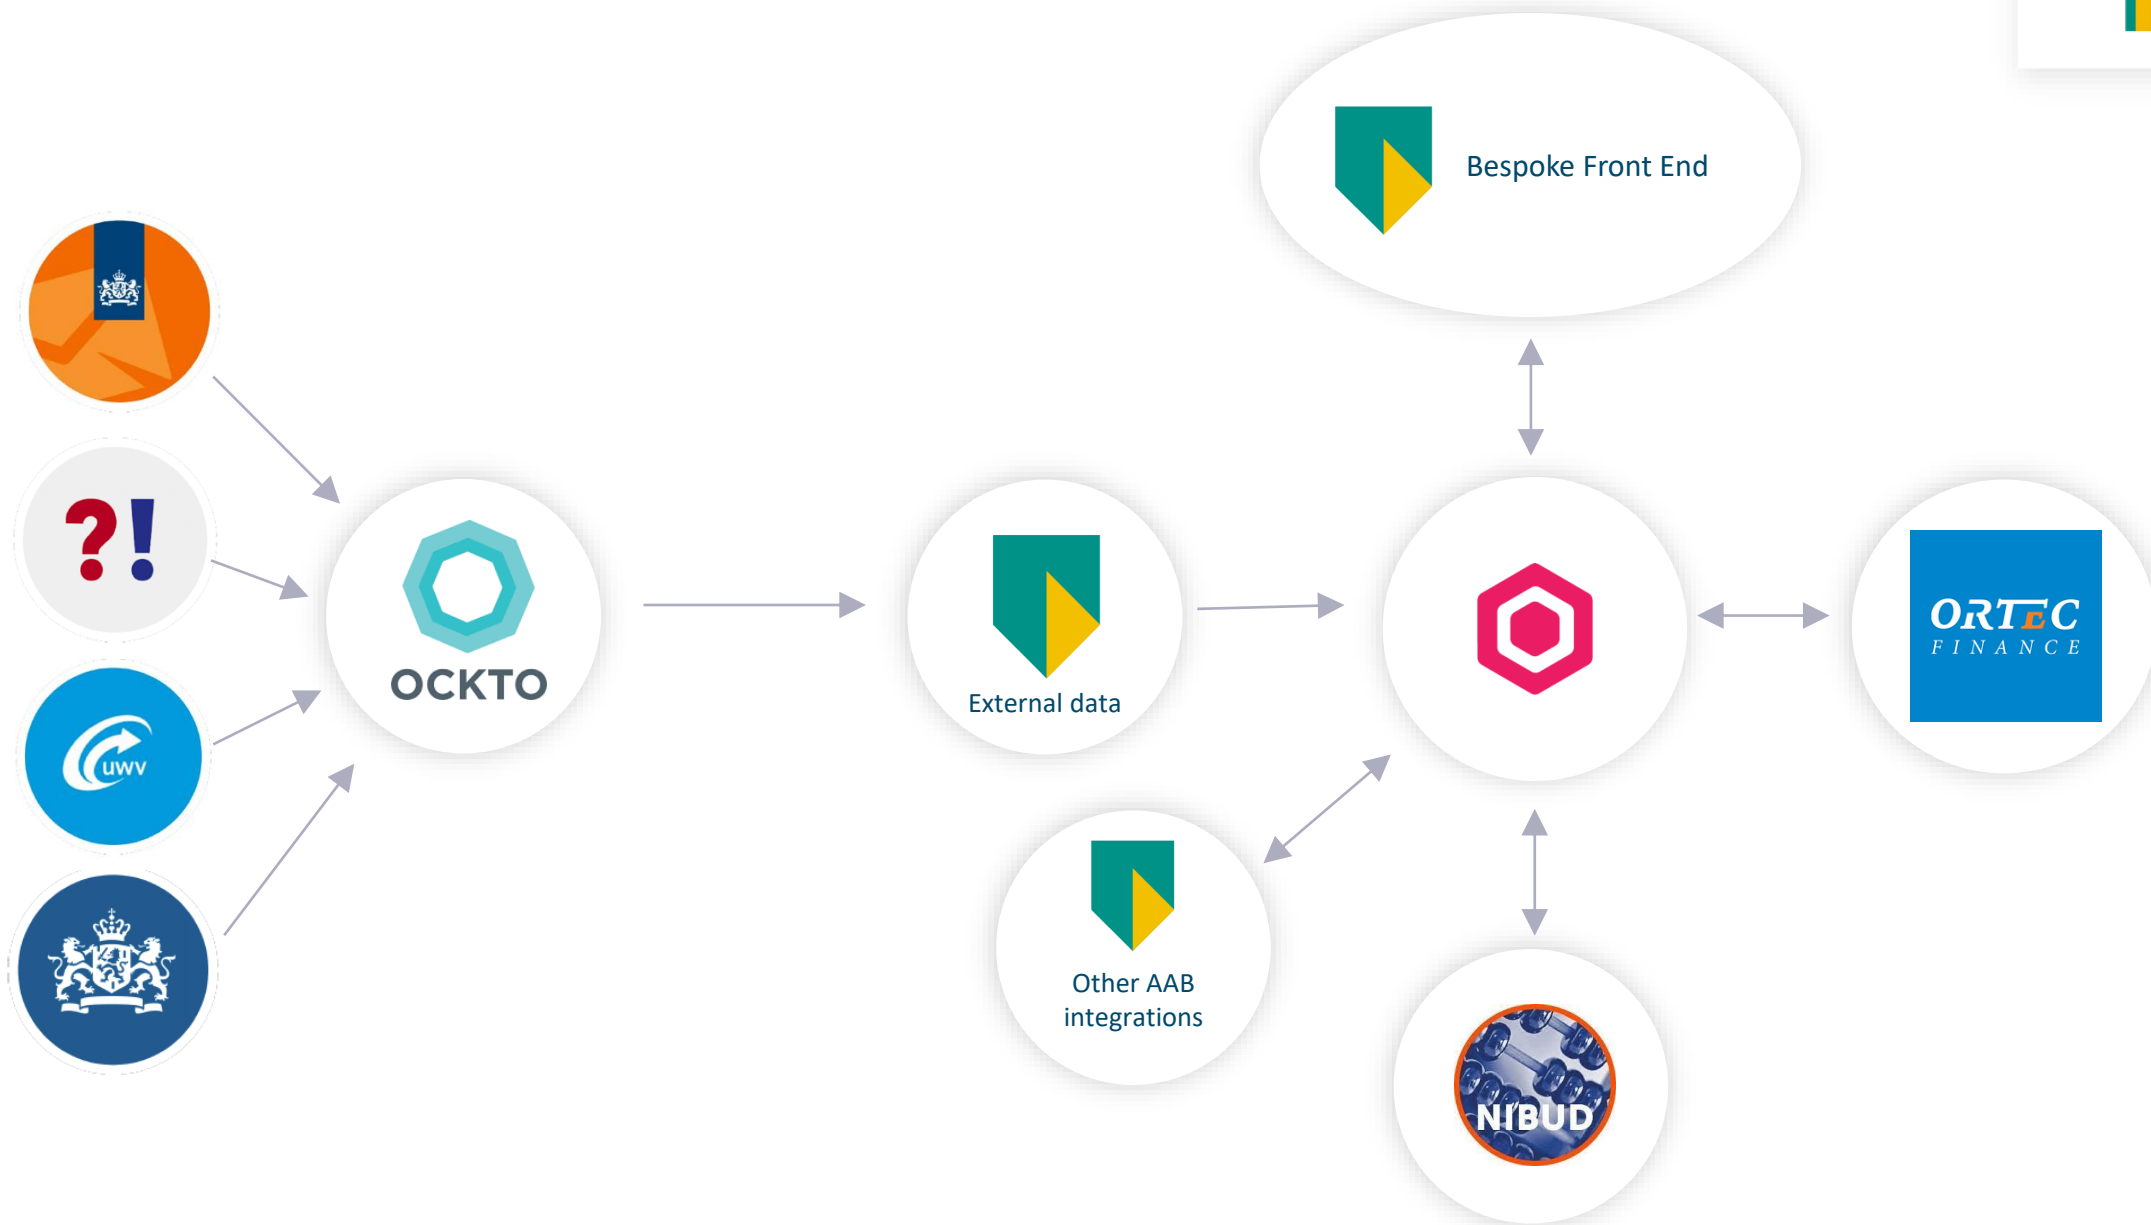 Bespoke Front End
?!
OCKTO
External data
ORTEC
FINANCE
UWV
Other AAB
integrations
NIBUD